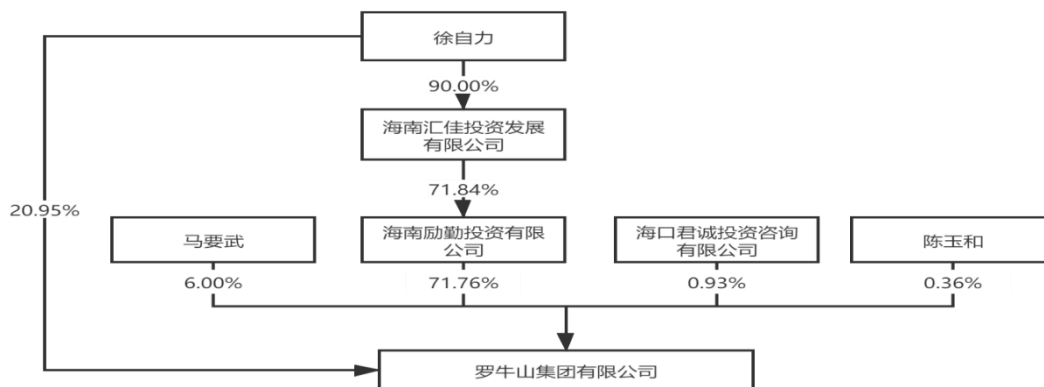 徐自力
90.00%
海南汇佳投资发展
有限公司
71.84%
20.95%
马要武
海南励勤投资有限
公司
海口君诚投资咨询
有限公司
陈玉和
6.00%
71.76%
0.93%
0.36%
罗牛山集团有限公司